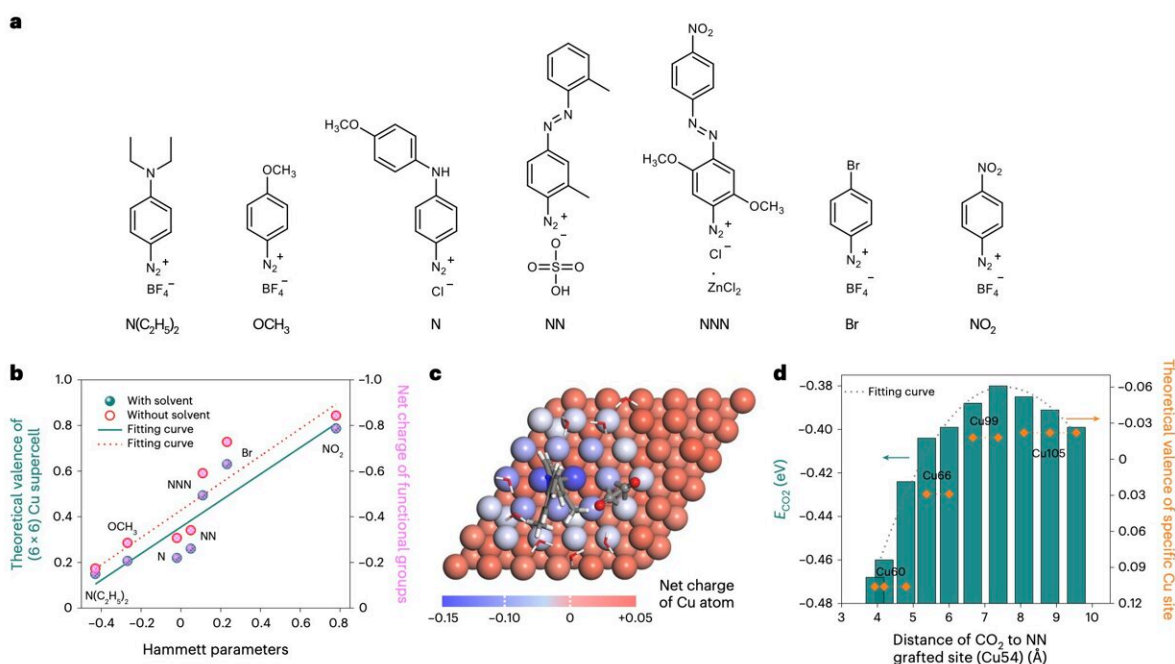 a
N(C₂H₅)₂
N
N₂⁺
BF₄⁻
OCH₃
OCH₃
N₂⁺
BF₄⁻
N
H₃CO
NH
N₂⁺
Cl⁻
NN
N
N
N₂⁺
O⁻
O=S=O
OH
NNN
NO₂
N
N
H₃CO
OCH₃
N₂⁺
Cl⁻
·
ZnCl₂
Br
Br
N₂⁺
BF₄⁻
NO₂
NO₂
N₂⁺
BF₄⁻
b
Theoretical valence of
(6 × 6) Cu supercell
1.0
0.8
0.6
0.4
0.2
0
With solvent
Without solvent
Fitting curve
Fitting curve
NO₂
Br
NNN
OCH₃
NN
N
N(C₂H₅)₂
−1.0
−0.8
−0.6
−0.4
−0.2
0
Net charge of
functional groups
−0.4 −0.2 0 0.2 0.4 0.6 0.8
Hammett parameters
c
Net charge
of Cu atom
−0.15 −0.10 0 +0.05
d
E_CO2 (eV)
−0.38
−0.40
−0.42
−0.44
−0.46
−0.48
Fitting curve
Cu99
Cu66
Cu105
Cu60
−0.06
−0.03
0
0.03
0.06
0.09
0.12
Theoretical valence
of specific Cu site
3 4 5 6 7 8 9 10
Distance of CO₂ to NN
grafted site (Cu54) (Å)